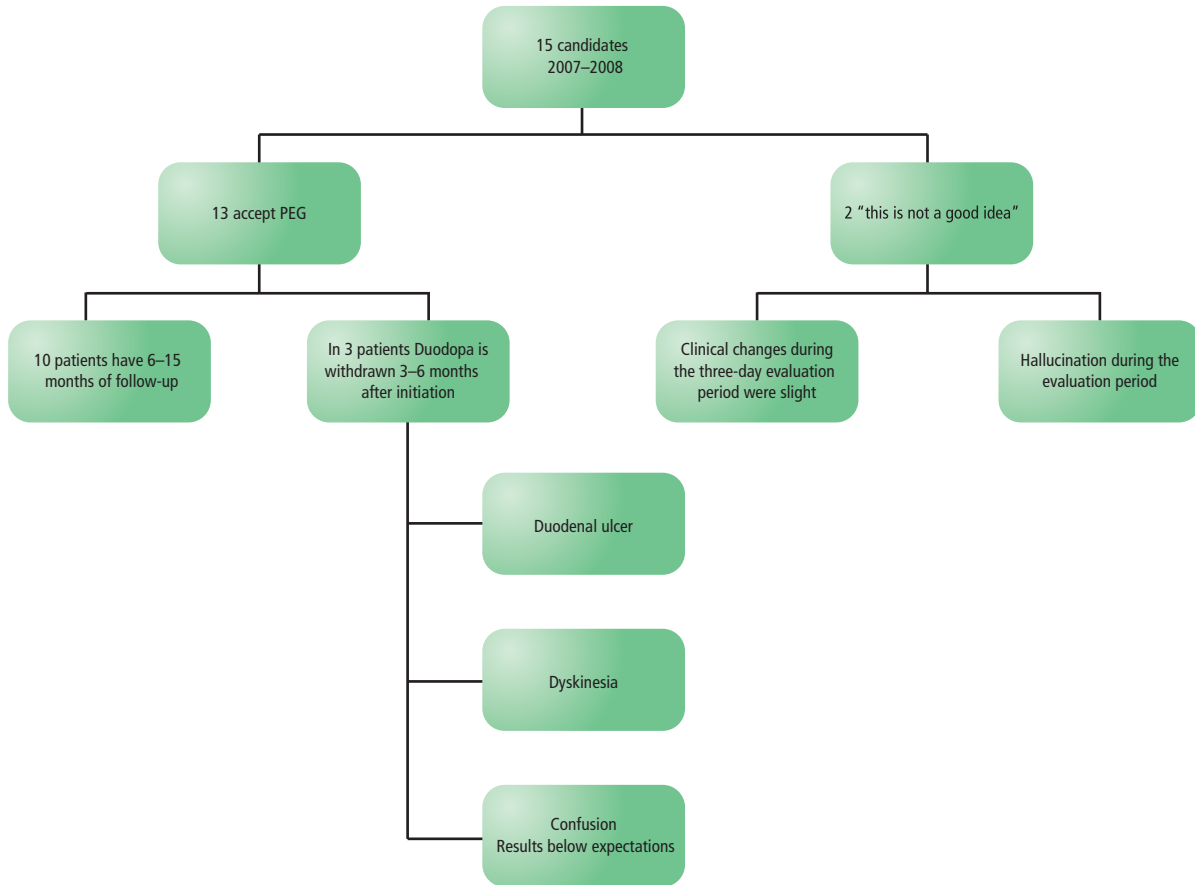 15 candidates
2007–2008
13 accept PEG
2 “this is not a good idea”
10 patients have 6–15
months of follow-up
In 3 patients Duodopa is
withdrawn 3–6 months
after initiation
Clinical changes during
the three-day evaluation
period were slight
Hallucination during the
evaluation period
Duodenal ulcer
Dyskinesia
Confusion
Results below expectations